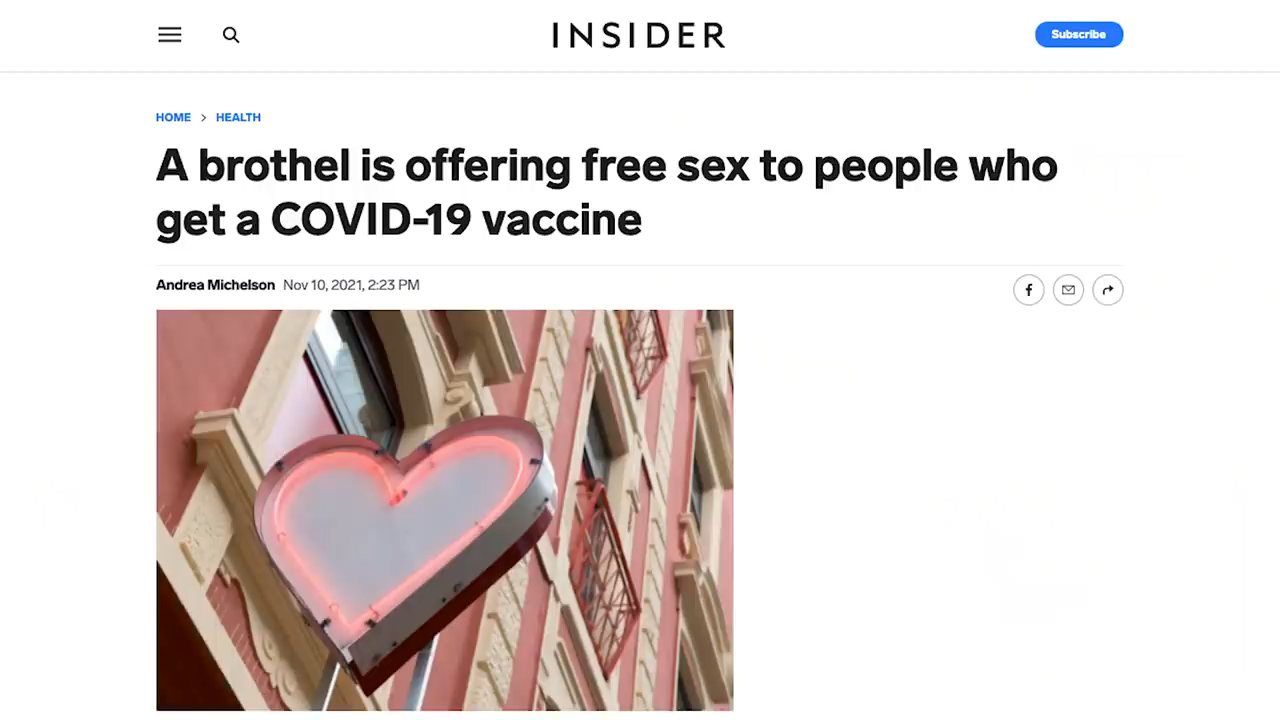 INSIDER
Subscribe
HOME > HEALTH
A brothel is offering free sex to people who
get a COVID-19 vaccine
Andrea Michelson Nov 10, 2021, 2:23 PM